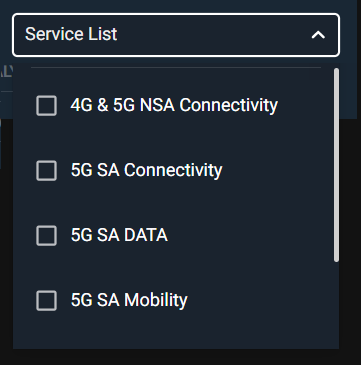 Service List
4G & 5G NSA Connectivity
5G SA Connectivity
5G SA DATA
5G SA Mobility